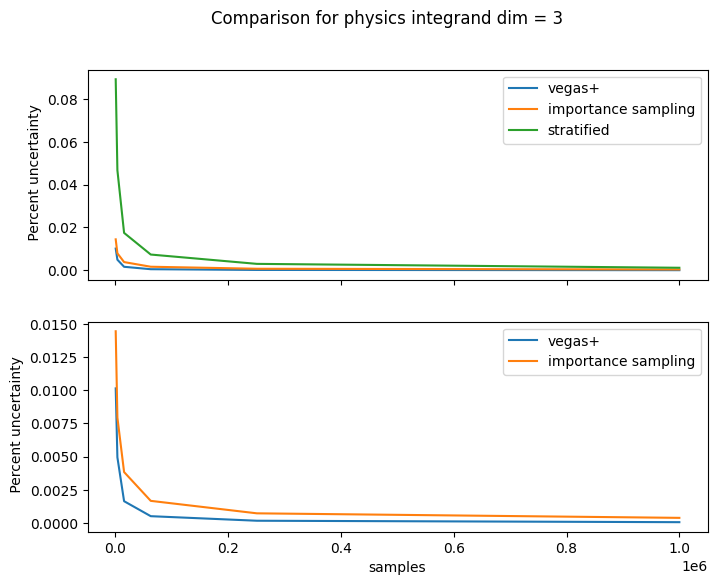 Comparison for physics integrand dim = 3
Percent uncertainty
0.08
0.06
0.04
0.02
0.00
vegas+
importance sampling
stratified
Percent uncertainty
0.0150
0.0125
0.0100
0.0075
0.0050
0.0025
0.0000
vegas+
importance sampling
0.0 0.2 0.4 0.6 0.8 1.0
1e6
samples